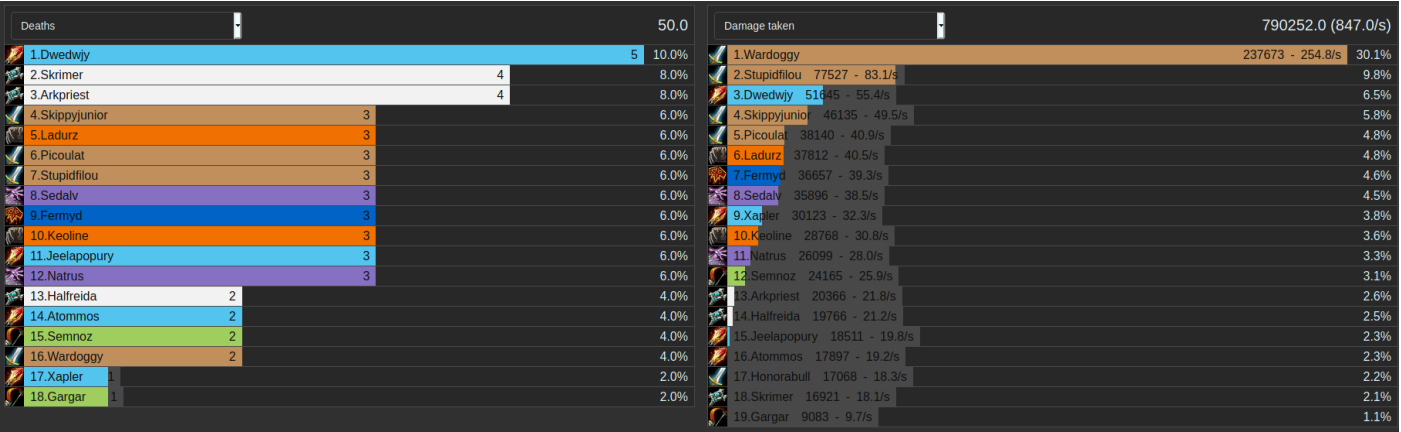 Deaths 50.0
1.Dwedwjy 5 10.0%
2.Skrimer 4 8.0%
3.Arkpriest 4 8.0%
4.Skippyjunior 3 6.0%
5.Ladurz 3 6.0%
6.Picoulat 3 6.0%
7.Stupidfilou 3 6.0%
8.Sedalv 3 6.0%
9.Fermyd 3 6.0%
10.Keoline 3 6.0%
11.Jeelapopury 3 6.0%
12.Natrus 3 6.0%
13.Halfreida 2 4.0%
14.Atommos 2 4.0%
15.Semnoz 2 4.0%
16.Wardoggy 2 4.0%
17.Xapler 1 2.0%
18.Gargar 1 2.0%
Damage taken 790252.0 (847.0/s)
1.Wardoggy 237673 - 254.8/s 30.1%
2.Stupidfilou 77527 - 83.1/s 9.8%
3.Dwedwjy 51645 - 55.4/s 6.5%
4.Skippyjunior 46135 - 49.5/s 5.8%
5.Picoulat 38140 - 40.9/s 4.8%
6.Ladurz 37812 - 40.5/s 4.8%
7.Fermyd 36657 - 39.3/s 4.6%
8.Sedalv 35896 - 38.5/s 4.5%
9.Xapler 30123 - 32.3/s 3.8%
10.Keoline 28768 - 30.8/s 3.6%
11.Natrus 26099 - 28.0/s 3.3%
12.Semnoz 24165 - 25.9/s 3.1%
13.Arkpriest 20366 - 21.8/s 2.6%
14.Halfreida 19766 - 21.2/s 2.5%
15.Jeelapopury 18511 - 19.8/s 2.3%
16.Atommos 17897 - 19.2/s 2.3%
17.Honorabull 17068 - 18.3/s 2.2%
18.Skrimer 16921 - 18.1/s 2.1%
19.Gargar 9083 - 9.7/s 1.1%